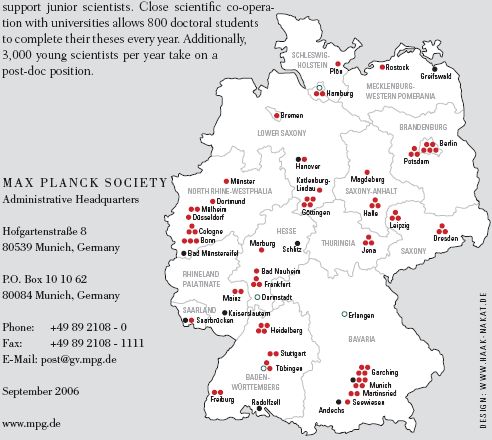 support junior scientists. Close scientific co-opera-
tion with universities allows 800 doctoral students
to complete their theses every year. Additionally,
3,000 young scientists per year take on a
post-doc position.
MAX PLANCK SOCIETY
Administrative Headquarters
Hofgartenstraße 8
80539 Munich, Germany
P.O. Box 10 10 62
80084 Munich, Germany
Phone: +49 89 2108 - 0
Fax: +49 89 2108 - 1111
E-Mail: post@gv.mpg.de
September 2006
www.mpg.de
SCHLESWIG-
HOLSTEIN
Plön
Rostock
Greifswald
Hamburg
MECKLENBURG-
WESTERN POMERANIA
Bremen
LOWER SAXONY
BRANDENBURG
Berlin
Potsdam
Hanover
Magdeburg
Münster
Katlenburg-
Lindau
NORTH RHINE-WESTPHALIA
SAXONY-ANHALT
Dortmund
Mülheim
Göttingen
Halle
Düsseldorf
Leipzig
Cologne
HESSE
Dresden
Bonn
Marburg
Schlitz
THURINGIA
Jena
SAXONY
Bad Münstereifel
RHINELAND
PALATINATE
Bad Nauheim
Frankfurt
Mainz
Darmstadt
SAARLAND
Kaiserslautern
Saarbrücken
Erlangen
Heidelberg
BAVARIA
Stuttgart
Tübingen
BADEN-
WÜRTTEMBERG
Garching
Munich
Martinsried
Freiburg
Radolfzell
Seewiesen
Andechs
DESIGN: WWW.HAAK-NAKAT.DE